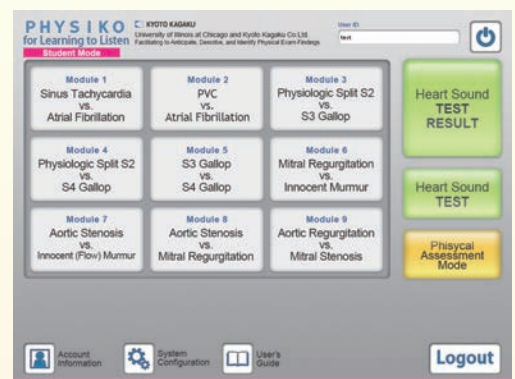 PHYSIKO
KYOTO KAGAKU
for Learning to Listen
University of Illinois at Chicago and Kyoto Kagaku Co.Ltd.
Facilitating to Anticipate, Describe, and Identify Physical Exam Findings
Student Mode
User ID
test
Module 1
Sinus Tachycardia
vs.
Atrial Fibrillation
Module 2
PVC
vs.
Atrial Fibrillation
Module 3
Physiologic Split S2
vs.
S3 Gallop
Module 4
Physiologic Split S2
vs.
S4 Gallop
Module 5
S3 Gallop
vs.
S4 Gallop
Module 6
Mitral Regurgitation
vs.
Innocent Murmur
Module 7
Aortic Stenosis
vs.
Innocent (Flow) Murmur
Module 8
Aortic Stenosis
vs.
Mitral Regurgitation
Module 9
Aortic Regurgitation
vs.
Mitral Stenosis
Heart Sound
TEST
RESULT
Heart Sound
TEST
Phisycal
Assessment
Mode
Account
Information
System
Configuration
User's
Guide
Logout